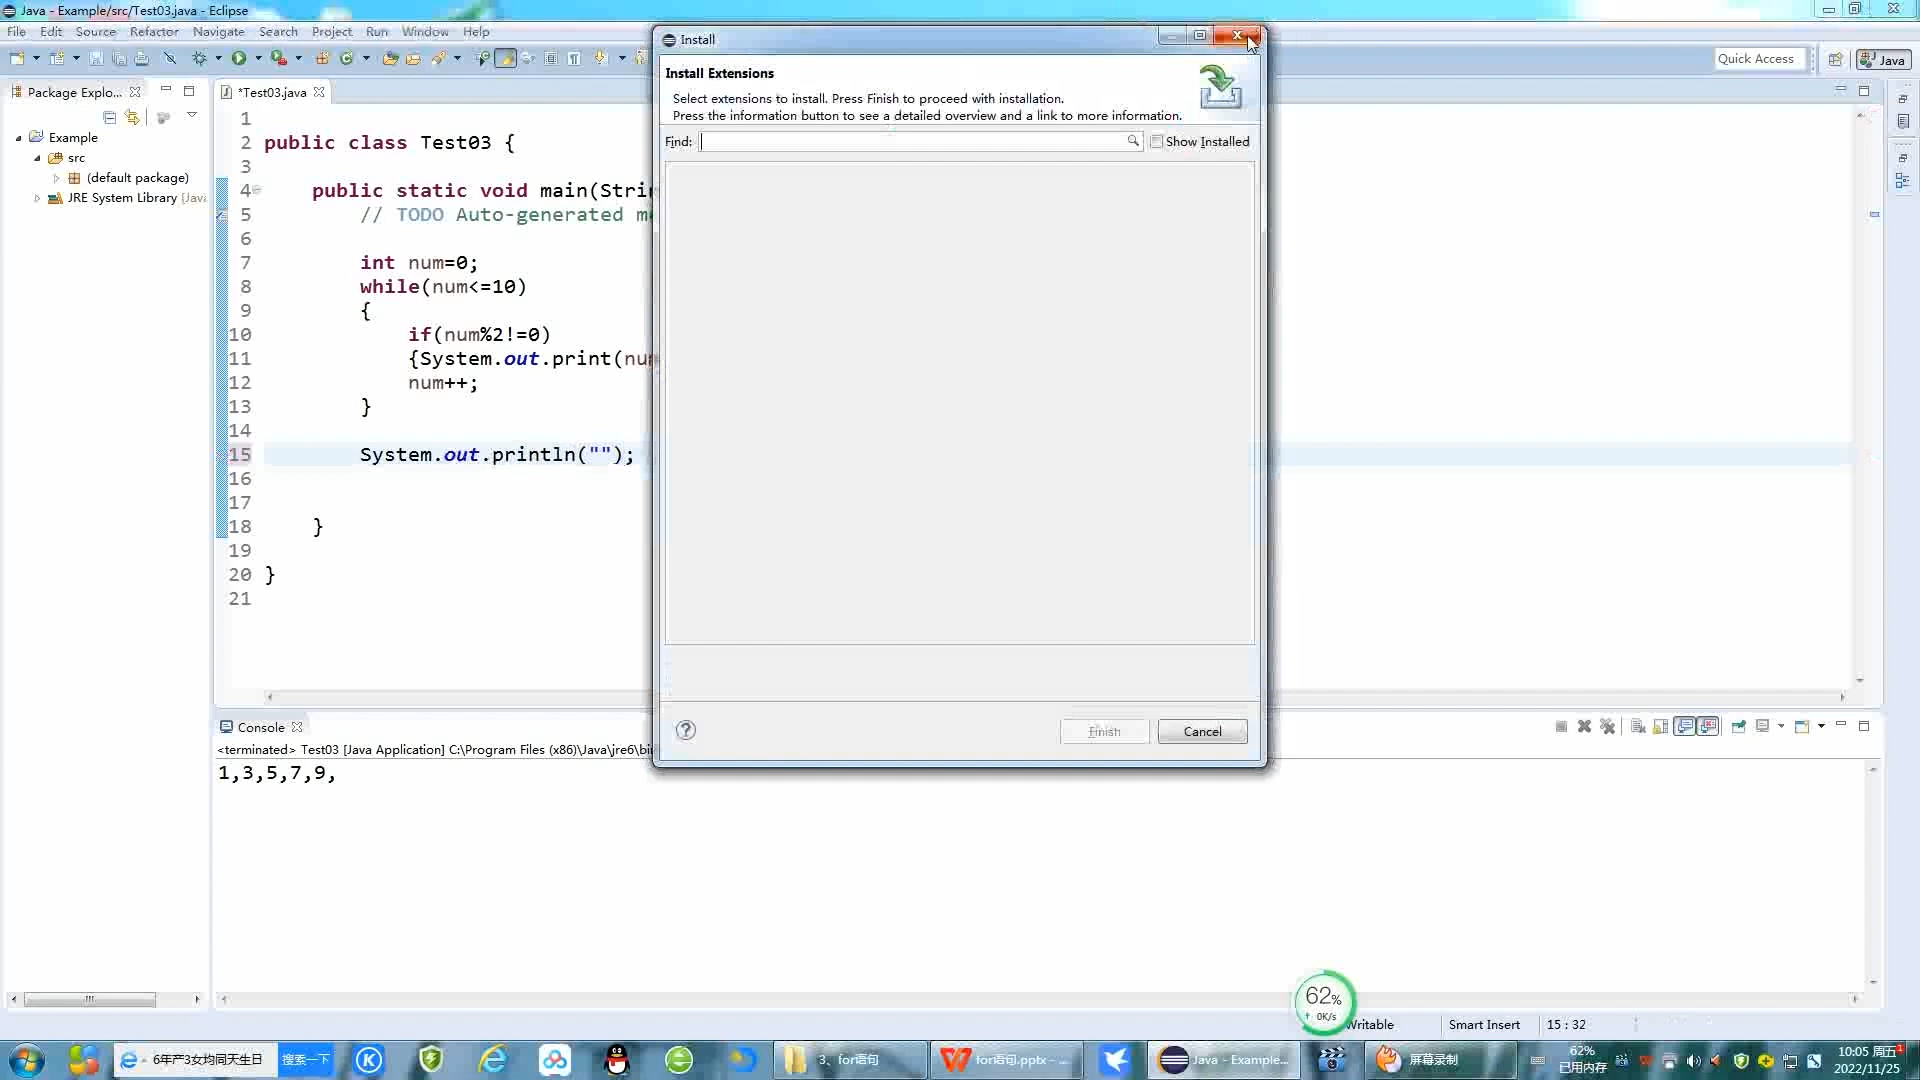 Java - Example/src/Test03.java - Eclipse
File Edit Source Refactor Navigate Search Project Run Window Help
Quick Access
Java
Package Explo...
*Test03.java
Example
src
(default package)
JRE System Library [Java
1
2 public class Test03 {
3
4 public static void main(Strin
5 // TODO Auto-generated m
6
7 int num=0;
8 while(num<=10)
9 {
10 if(num%2!=0)
11 {System.out.print(num
12 num++;
13 }
14
15 System.out.println("");
16
17
18 }
19
20 }
21
Install
Install Extensions
Select extensions to install. Press Finish to proceed with installation.
Press the information button to see a detailed overview and a link to more information.
Find:
Show Installed
Finish
Cancel
Console
<terminated> Test03 [Java Application] C:\Program Files (x86)\Java\jre6\bin
1,3,5,7,9,
62%
↑ 0K/s
Writable
Smart Insert
15 : 32
6年产3女均同天生日
搜索一下
3、for语句
for语句.pptx - ...
Java - Example...
屏幕录制
62%
已用内存
10:05 周五
2022/11/25